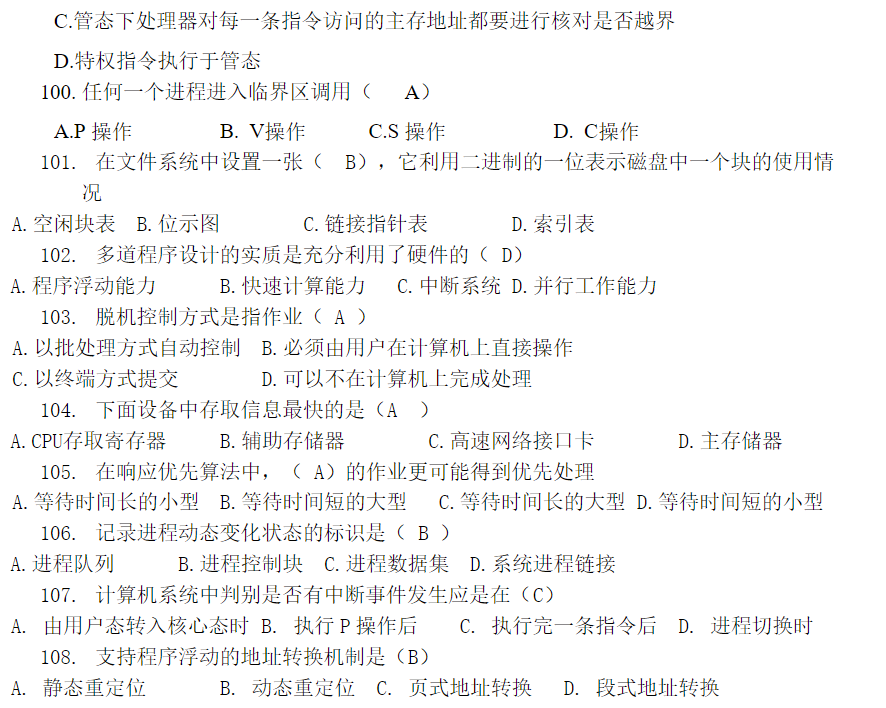 C.管态下处理器对每一条指令访问的主存地址都要进行核对是否越界
D.特权指令执行于管态
100. 任何一个进程进入临界区调用（ A）
A.P 操作 B. V操作 C.S 操作 D. C操作
101. 在文件系统中设置一张（ B），它利用二进制的一位表示磁盘中一个块的使用情
况
A.空闲块表 B.位示图 C.链接指针表 D.索引表
102. 多道程序设计的实质是充分利用了硬件的（ D）
A.程序浮动能力 B.快速计算能力 C.中断系统 D.并行工作能力
103. 脱机控制方式是指作业（ A ）
A.以批处理方式自动控制 B.必须由用户在计算机上直接操作
C.以终端方式提交 D.可以不在计算机上完成处理
104. 下面设备中存取信息最快的是（A ）
A.CPU存取寄存器 B.辅助存储器 C.高速网络接口卡 D.主存储器
105. 在响应优先算法中，（ A）的作业更可能得到优先处理
A.等待时间长的小型 B.等待时间短的大型 C.等待时间长的大型 D.等待时间短的小型
106. 记录进程动态变化状态的标识是（ B ）
A.进程队列 B.进程控制块 C.进程数据集 D.系统进程链接
107. 计算机系统中判别是否有中断事件发生应是在（C）
A. 由用户态转入核心态时 B. 执行 P 操作后 C. 执行完一条指令后 D. 进程切换时
108. 支持程序浮动的地址转换机制是（B）
A. 静态重定位 B. 动态重定位 C. 页式地址转换 D. 段式地址转换